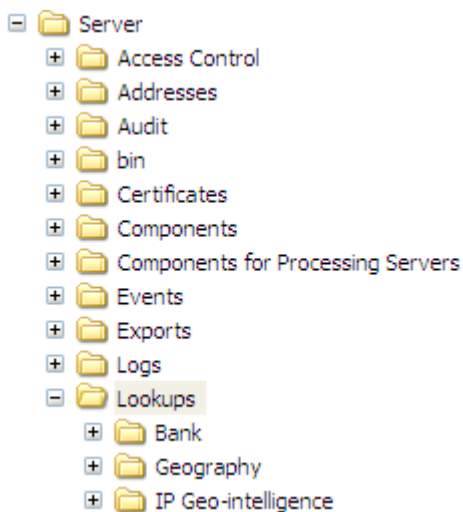 Server
Access Control
Addresses
Audit
bin
Certificates
Components
Components for Processing Servers
Events
Exports
Logs
Lookups
Bank
Geography
IP Geo-intelligence